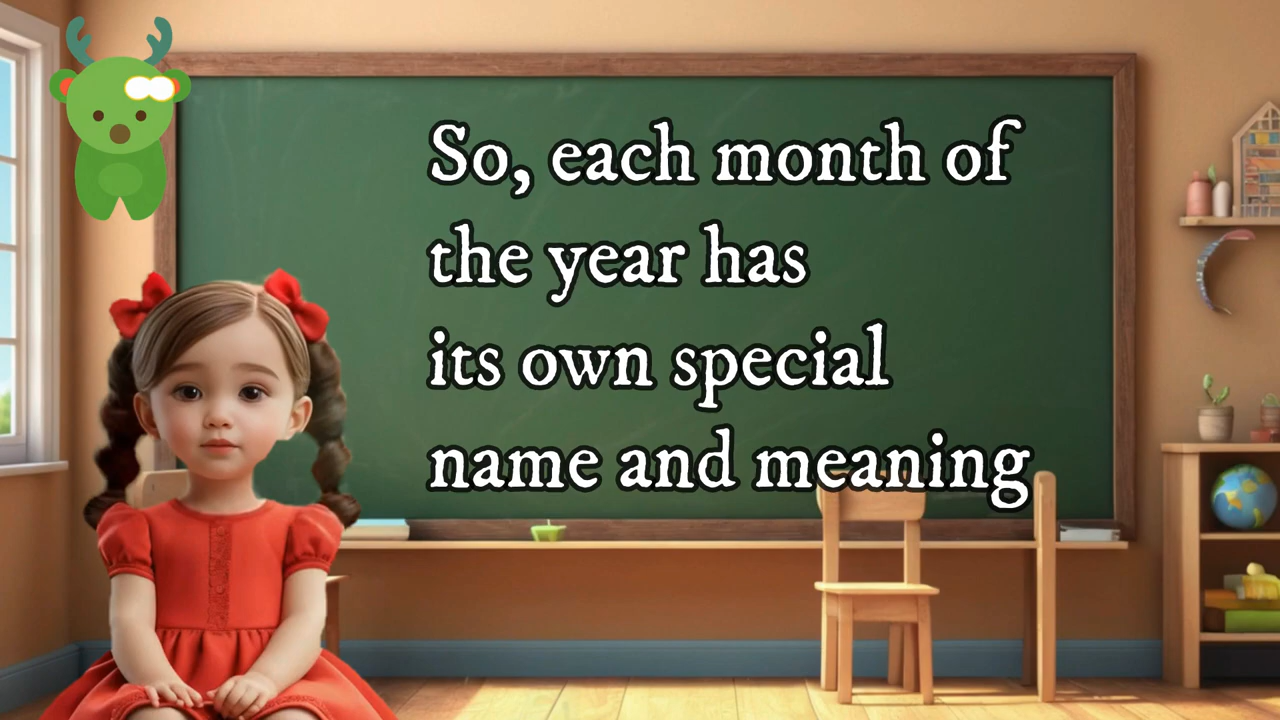 So, each month of
the year has
its own special
name and meaning